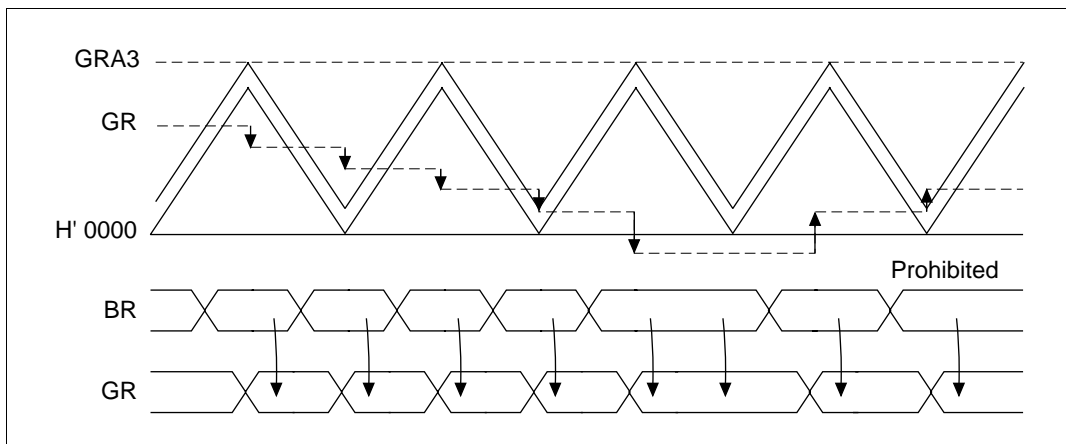 GRA3
GR
H' 0000
Prohibited
BR
GR